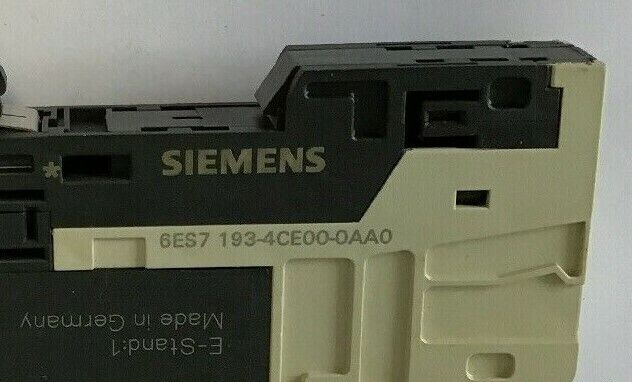 *
SIEMENS
6ES7 193-4CE00-0AA0
E-Stand:1
Made in Germany